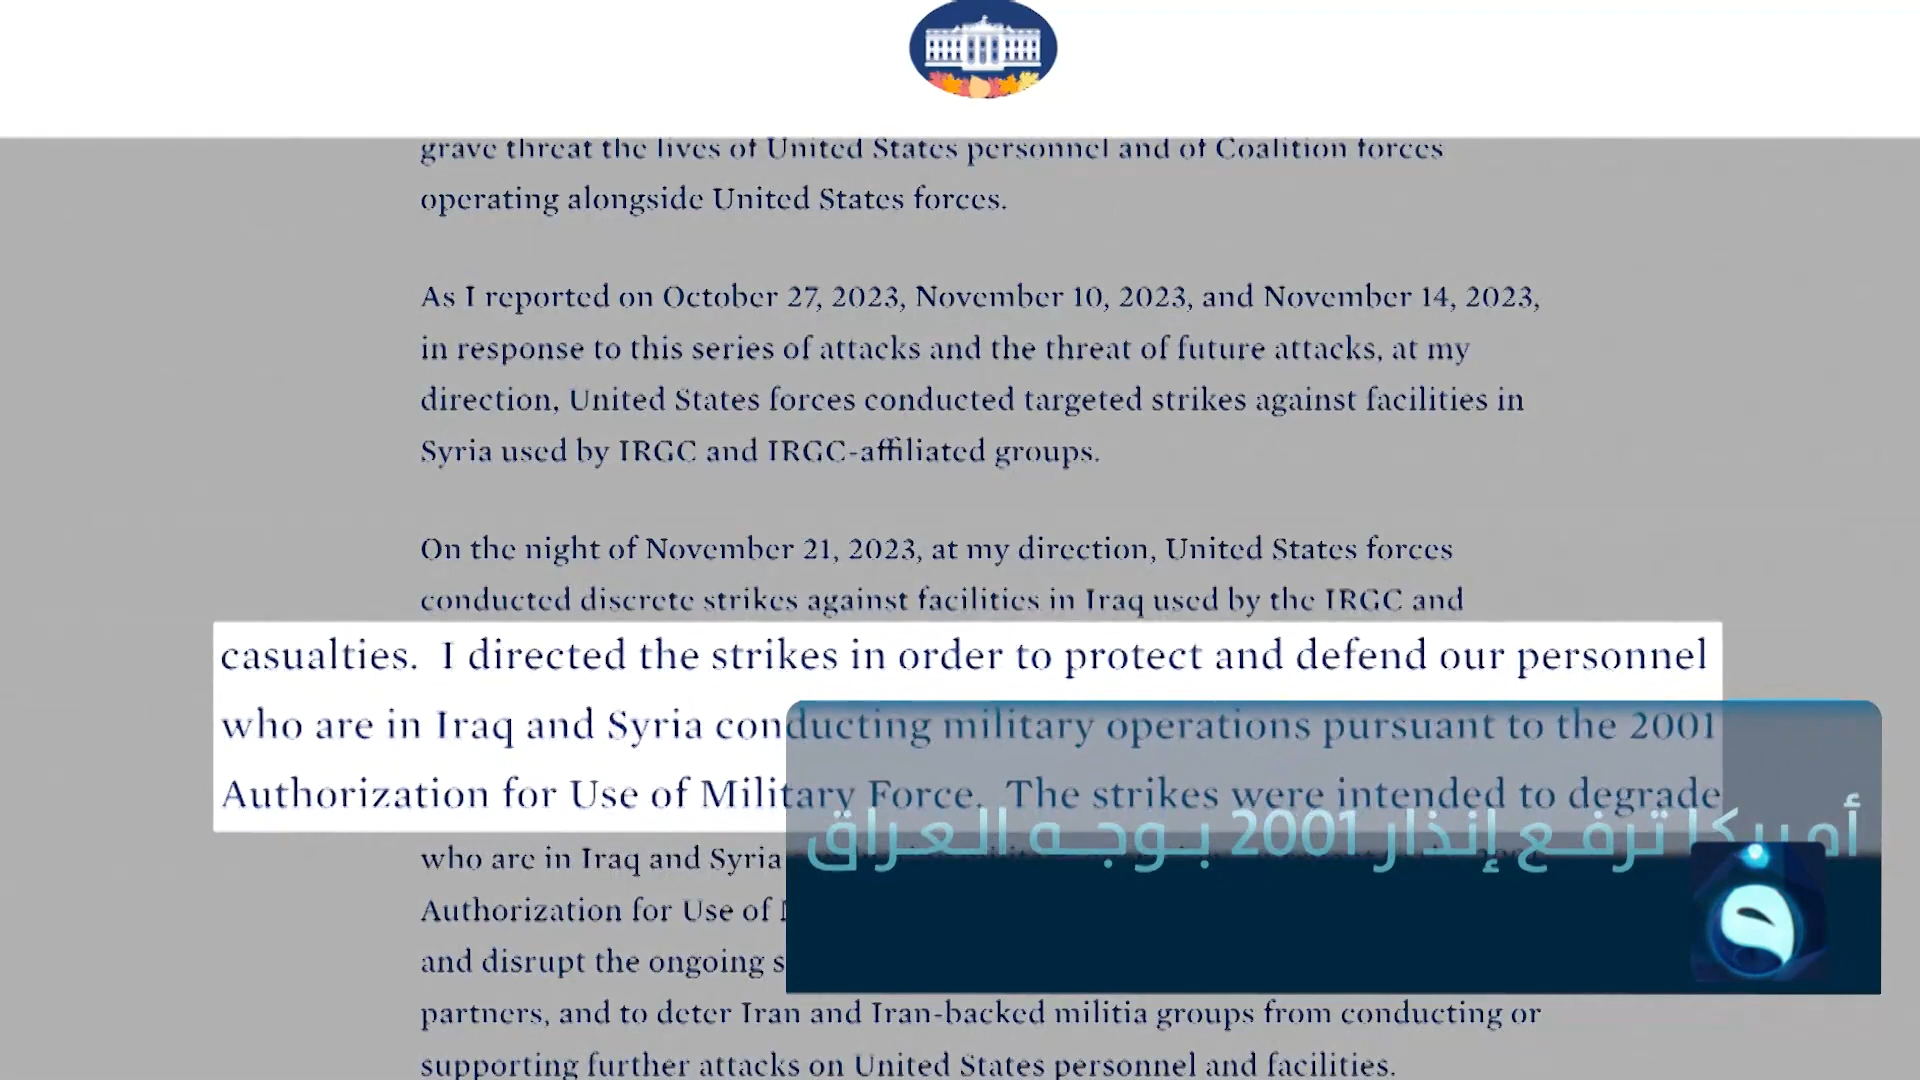 grave threat the lives of United States personnel and of Coalition forces
operating alongside United States forces.
As I reported on October 27, 2023, November 10, 2023, and November 14, 2023,
in response to this series of attacks and the threat of future attacks, at my
direction, United States forces conducted targeted strikes against facilities in
Syria used by IRGC and IRGC-affiliated groups.
On the night of November 21, 2023, at my direction, United States forces
conducted discrete strikes against facilities in Iraq used by the IRGC and
casualties. I directed the strikes in order to protect and defend our personnel
who are in Iraq and Syria conducting military operations pursuant to the 2001
Authorization for Use of Military Force. The strikes were intended to degrade
أمريكا ترفع إنذار 2001 بوجه العراق
who are in Iraq and Syria
Authorization for Use of
and disrupt the ongoing
partners, and to deter Iran and Iran-backed militia groups from conducting or
supporting further attacks on United States personnel and facilities.